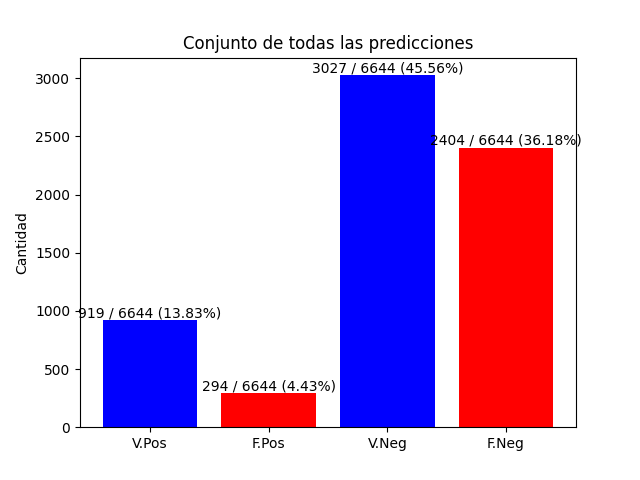 Conjunto de todas las predicciones
3027 / 6644 (45.56%)
2404 / 6644 (36.18%)
919 / 6644 (13.83%)
294 / 6644 (4.43%)
3000
2500
2000
1500
1000
500
0
Cantidad
V.Pos
F.Pos
V.Neg
F.Neg